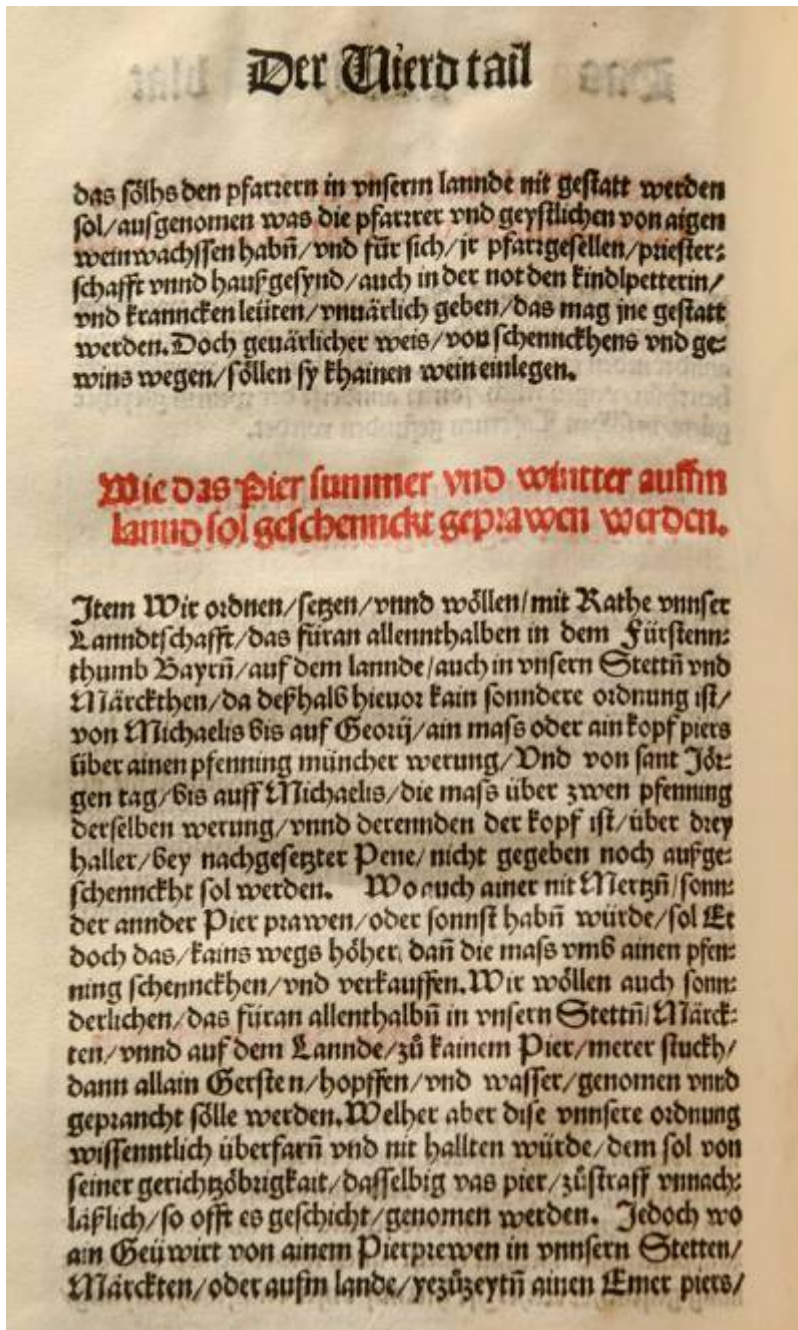 Der Vierd tail
das sölhs den pfarrern in vnserm lannde nit gestatt werden
sol/ausgenomen was die pfarrer vnd geystlichen von aigen
weinwachssen habñ/vnd für sich/jr pfarrgesellen/priester⸗
schafft vnnd haußgesynd/auch in der not den kindlpetterin/
vnd kranncken leüten/vnuärlich geben/das mag jne gestatt
werden. Doch geuärlicher weis/von schennckhens vnd ge⸗
wins wegen/söllen sy khainen wein einlegen.
Wie das Pier summer vnd winter auffm
lannd sol geschennckt geprawen werden.
Item Wir ordnen/setzen/vnnd wöllen/mit Rathe vnnser
Lanndtschafft/das füran allennthalben in dem Fürstenn⸗
thumb Bayrñ/auf dem lannde/auch in vnsern Stettñ vnd
Märckthen/da deßhalb hieuor kain sonndere ordnung ist/
von Michaelis bis auf Georij/ain mass oder ain kopf piers
über ainen pfenning müncher werung/Vnd von sant Jör⸗
gen tag/bis auff Michaelis/die mass über zwen pfenning
derselben werung/vnnd derennden der kopf ist/über drey
haller/bey nachgesetzter Pene/nicht gegeben noch aufge⸗
schennckht sol werden. Wo auch ainer nit Mertzñ/sonn⸗
der annder Pier prawen/oder sonnst habñ würde/sol Er
doch das/kains wegs höher dañ die mass vmb ainen pfen⸗
ning schennckhen/vnd verkauffen. Wir wöllen auch sonn⸗
derlichen/das füran allenthalbñ in vnsern Stettñ/Märck⸗
ten/vnnd auf dem Lannde/zů kainem Pier/merer stuckh/
dann allain Gersten/hopffen/vnd wasser/genomen vnnd
geprancht sölle werden. Welher aber dise vnnsere ordnung
wissenntlich überfarñ vnd nit hallten würde/dem sol von
seiner gerichtzöbrigkait/dasselbig vas pier/zůstraff vnnach⸗
läßlich/so offt es geschicht/genomen werden. Jedoch wo
ain Geüwirt von ainem Pierprewen in vnnsern Stetten/
Märckten/oder aufm lande/yezůzeytñ ainen Emer piers/